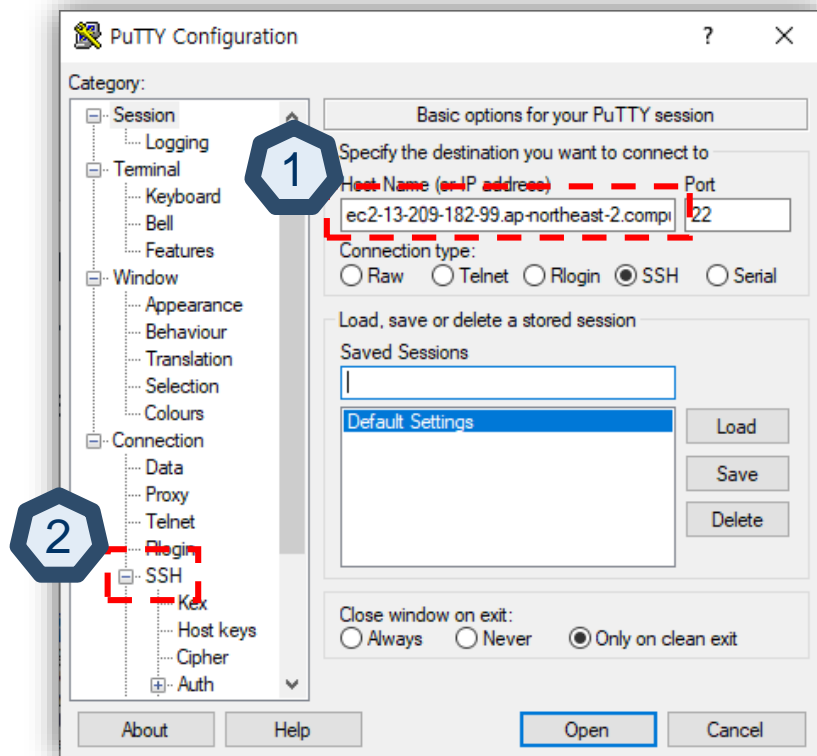 PuTTY Configuration
?
Category:
Session
Logging
Terminal
Keyboard
Bell
Features
Window
Appearance
Behaviour
Translation
Selection
Colours
Connection
Data
Proxy
Telnet
Rlogin
SSH
Kex
Host keys
Cipher
Auth
1
2
Basic options for your PuTTY session
Specify the destination you want to connect to
Host Name (or IP address) Port
ec2-13-209-182-99.ap-northeast-2.compu 22
Connection type:
Raw Telnet Rlogin SSH Serial
Load, save or delete a stored session
Saved Sessions
Default Settings
Load
Save
Delete
Close window on exit:
Always Never Only on clean exit
About Help Open Cancel